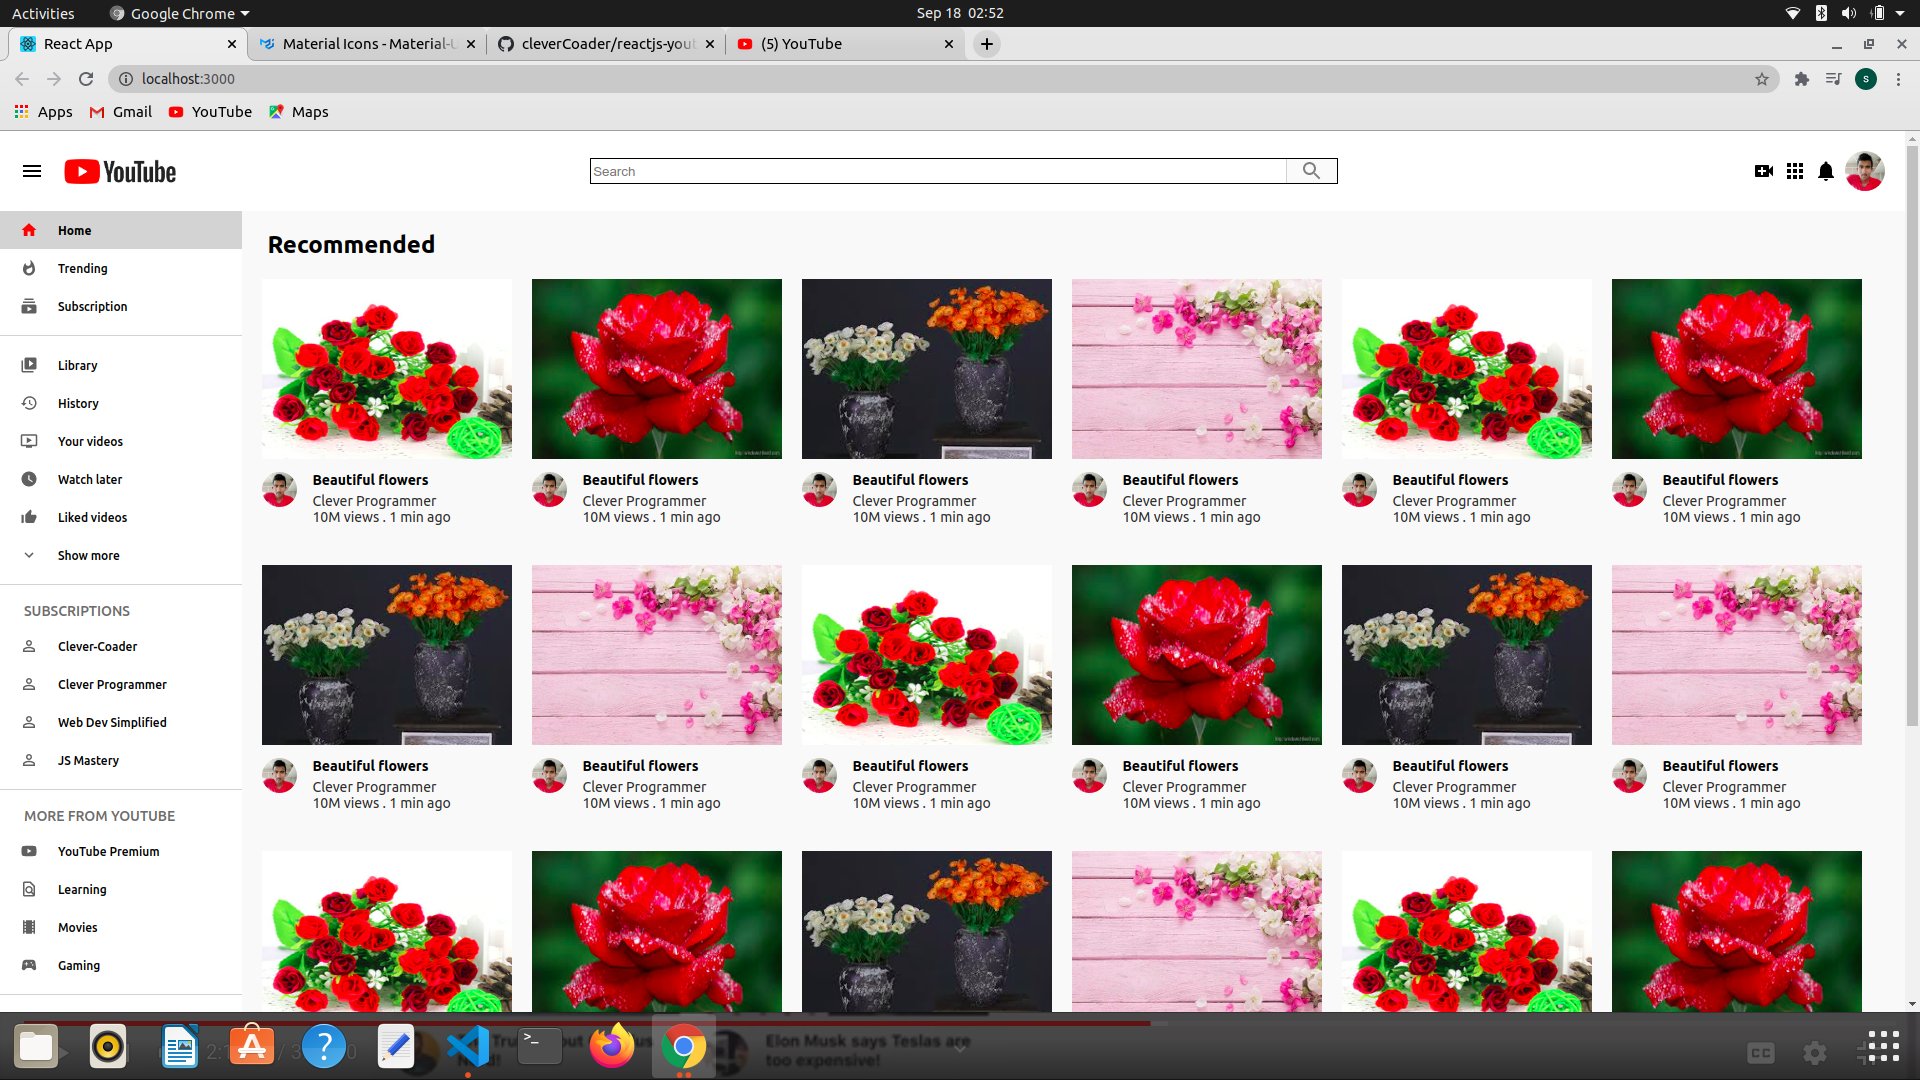 Activities
Google Chrome
Sep 18 02:52
React App
Material Icons - Material-U
cleverCoader/reactjs-yout
(5) YouTube
localhost:3000
S
Apps
Gmail
YouTube
Maps
YouTube
Search
Home
Trending
Subscription
Library
History
Your videos
Watch later
Liked videos
Show more
SUBSCRIPTIONS
Clever-Coader
Clever Programmer
Web Dev Simplified
JS Mastery
MORE FROM YOUTUBE
YouTube Premium
Learning
Movies
Gaming
Recommended
Beautiful flowers
Clever Programmer
10M views . 1 min ago
Beautiful flowers
Clever Programmer
10M views . 1 min ago
Beautiful flowers
Clever Programmer
10M views . 1 min ago
Beautiful flowers
Clever Programmer
10M views . 1 min ago
Beautiful flowers
Clever Programmer
10M views . 1 min ago
Beautiful flowers
Clever Programmer
10M views . 1 min ago
Beautiful flowers
Clever Programmer
10M views . 1 min ago
Beautiful flowers
Clever Programmer
10M views . 1 min ago
Beautiful flowers
Clever Programmer
10M views . 1 min ago
Beautiful flowers
Clever Programmer
10M views . 1 min ago
Beautiful flowers
Clever Programmer
10M views . 1 min ago
Beautiful flowers
Clever Programmer
10M views . 1 min ago
Elon Musk says Teslas are
too expensive!
CC